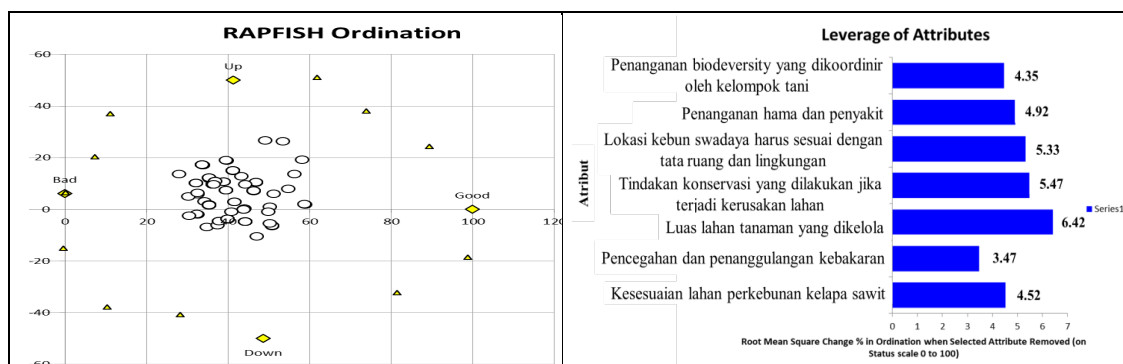 RAPFISH Ordination
60
Up
40
20
Bad
Good
0
0
20
40
60
80
100
120
-20
-40
Down
-60
Leverage of Attributes
Penanganan biodeversity yang dikoordinir
oleh kelompok tani
4.35
Penanganan hama dan penyakit
4.92
Lokasi kebun swadaya harus sesuai dengan
tata ruang dan lingkungan
5.33
Atribut
Tindakan konservasi yang dilakukan jika
terjadi kerusakan lahan
5.47
Series1
Luas lahan tanaman yang dikelola
6.42
Pencegahan dan penanggulangan kebakaran
3.47
Kesesuaian lahan perkebunan kelapa sawit
4.52
0 1 2 3 4 5 6 7
Root Mean Square Change % in Ordination when Selected Attribute Removed (on
Status scale 0 to 100)